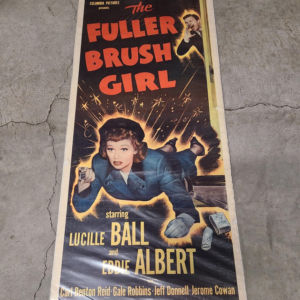 COLUMBIA PICTURES
presents
The
FULLER
BRUSH
GIRL
starring
LUCILLE BALL
and
EDDIE ALBERT
Carl Benton Reid · Gale Robbins · Jeff Donnell · Jerome Cowan